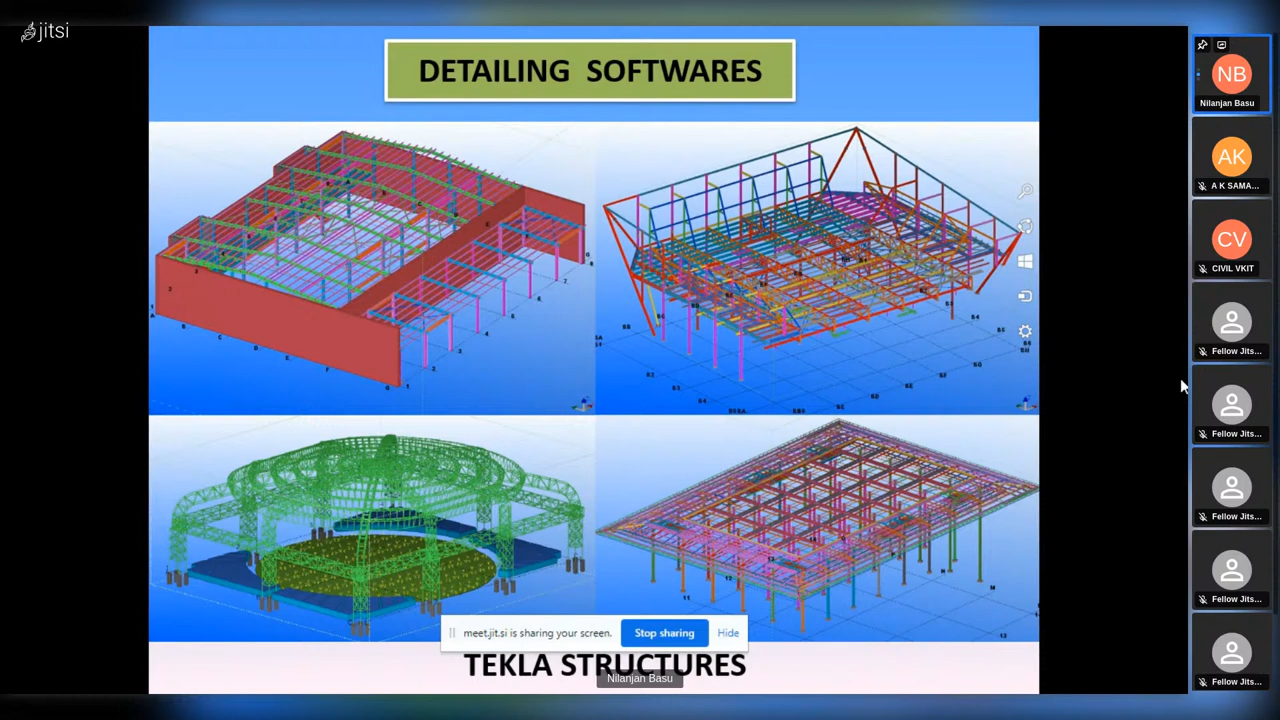 jitsi
DETAILING SOFTWARES
meet.jit.si is sharing your screen.
Stop sharing
Hide
TEKLA STRUCTURES
Nilanjan Basu
NB
Nilanjan Basu
AK
A K SAMA...
CV
CIVIL VKIT
Fellow Jits...
Fellow Jits...
Fellow Jits...
Fellow Jits...
Fellow Jits...